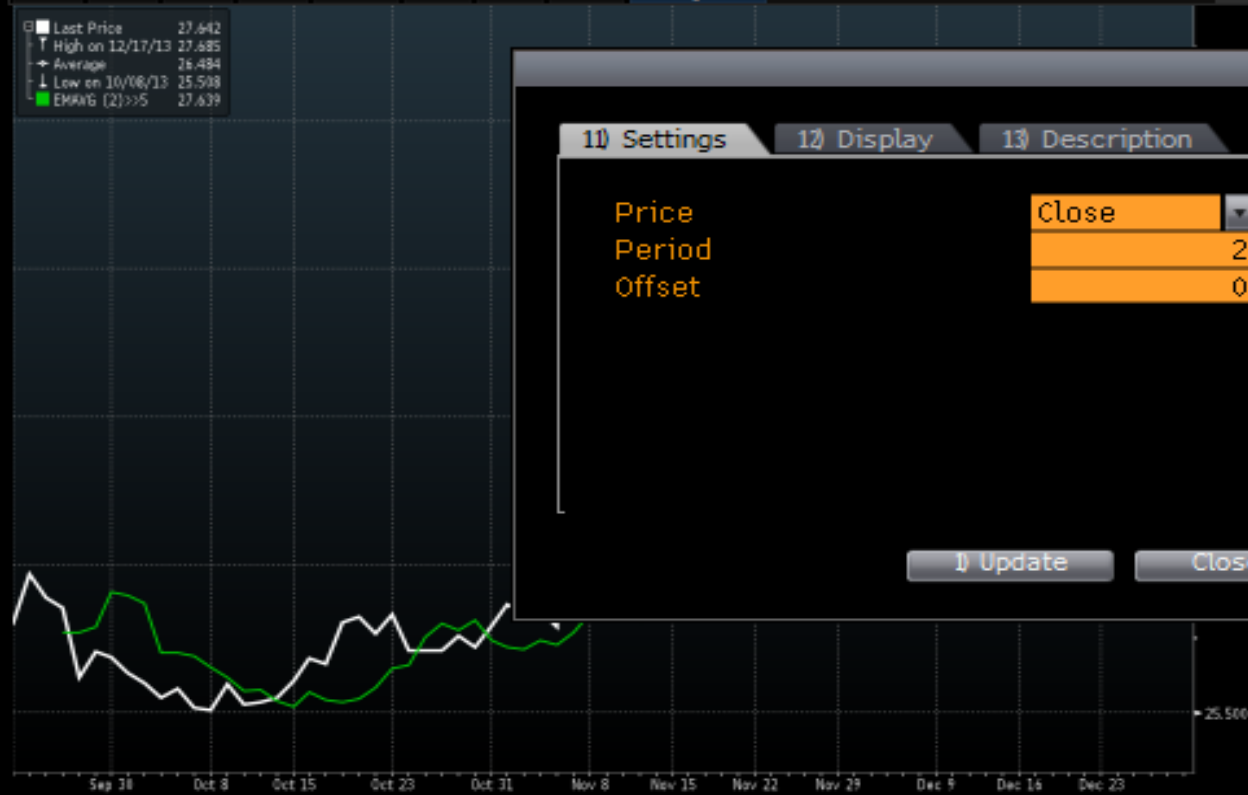 Last Price 27.642
High on 12/17/13 27.685
Average 26.484
Low on 10/08/13 25.508
EMAVG (2)>>5 27.639
11) Settings 12) Display 13) Description
Price Close
Period 2
Offset 0
1) Update Close
25.500
Sep 30 Oct 8 Oct 15 Oct 23 Oct 31 Nov 8 Nov 15 Nov 22 Nov 29 Dec 9 Dec 16 Dec 23